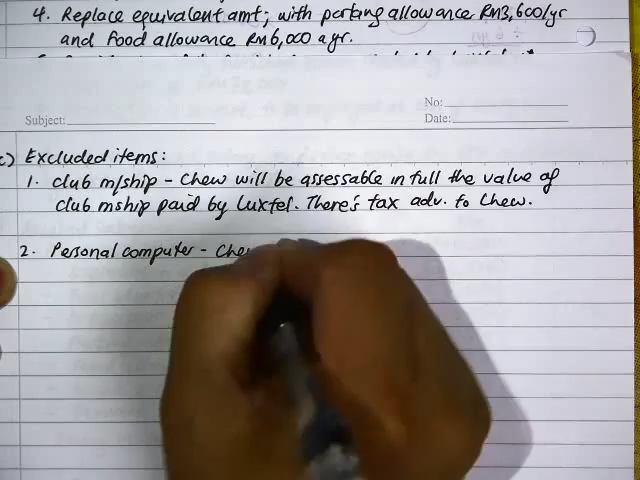 4. Replace equivalent amt; with parking allowance RM3,600/yr
and food allowance RM6,000 a yr.
Subject:
No:
Date:
c) Excluded items:
1. club m/ship - Chew will be assessable in full the value of
club mship paid by Luxtel. There's tax adv. to Chew.
2. Personal computer - Chew